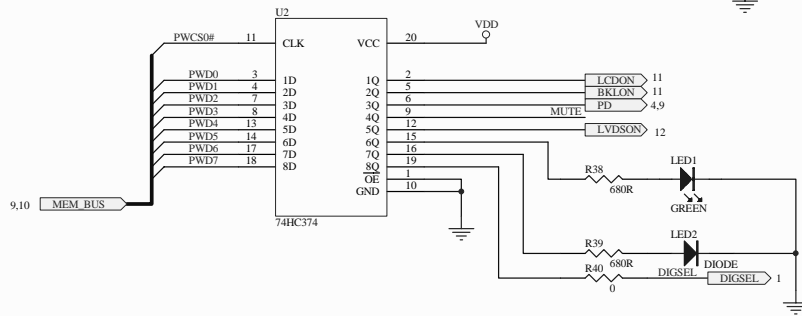 U2
VDD
PWCS0# 11 CLK VCC 20
PWD0 3 1D 1Q 2 LCDON 11
PWD1 4 2D 2Q 5 BKLON 11
PWD2 7 3D 3Q 6 PD 4,9
PWD3 8 4D 4Q 9 MUTE
PWD4 13 5D 5Q 12 LVDSON 12
PWD5 14 6D 6Q 15
PWD6 17 7D 7Q 16
PWD7 18 8D 8Q 19
OE 1
GND 10
74HC374
9,10 MEM_BUS
R38 LED1
680R
GREEN
R39 LED2
680R DIODE
R40 DIGSEL DIGSEL 1
0